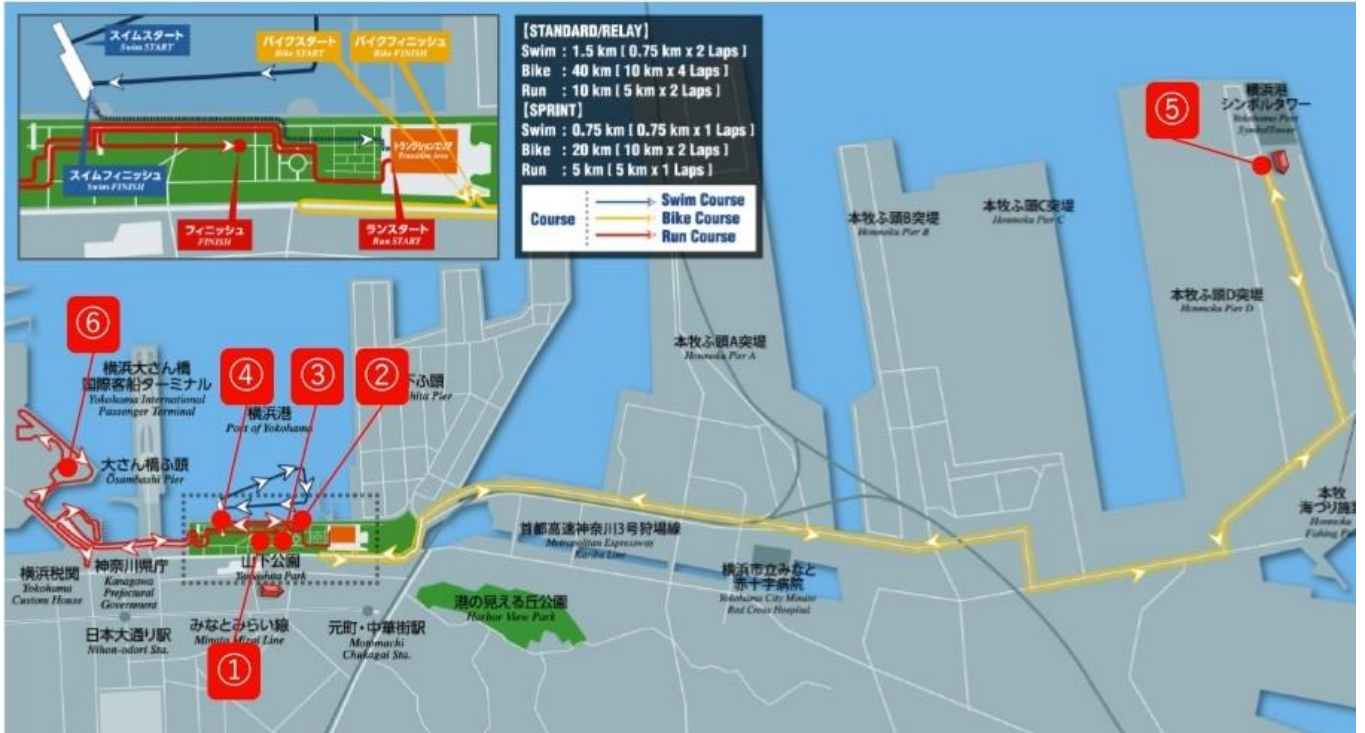 スイムスタート
Swim START
バイクスタート
Bike START
バイクフィニッシュ
Bike FINISH
トランジションエリア
Transition Area
スイムフィニッシュ
Swim FINISH
フィニッシュ
FINISH
ランスタート
Run START
[STANDARD/RELAY]
Swim : 1.5 km [ 0.75 km x 2 Laps ]
Bike : 40 km [ 10 km x 4 Laps ]
Run : 10 km [ 5 km x 2 Laps ]
[SPRINT]
Swim : 0.75 km [ 0.75 km x 1 Laps ]
Bike : 20 km [ 10 km x 2 Laps ]
Run : 5 km [ 5 km x 1 Laps ]
Course
Swim Course
Bike Course
Run Course
⑤
横浜港
シンボルタワー
Yokohama Port
SymbolTower
本牧ふ頭B突堤
Honmoku Pier B
本牧ふ頭C突堤
Honmoku Pier C
本牧ふ頭D突堤
Honmoku Pier D
本牧ふ頭A突堤
Honmoku Pier A
⑥
横浜大さん橋
国際客船ターミナル
Yokohama International
Passenger Terminal
④
③
②
下ふ頭
shita Pier
横浜港
Port of Yokohama
大さん橋ふ頭
Osambashi Pier
横浜税関
Yokohama
Custom House
神奈川県庁
Kanagawa
Prefectural
Government
山下公園
Yamashita Park
首都高速神奈川3号狩場線
Metropolitan Expressway
Kariba Line
横浜市立みなと
赤十字病院
Yokohama City Minato
Red Cross Hospital
本牧
海づり施設
Honmoku
Fishing
港の見える丘公園
Harbor View Park
日本大通り駅
Nihon-odori Sta.
みなとみらい線
Minato Mirai Line
元町・中華街駅
Motomachi
Chukagai Sta.
①